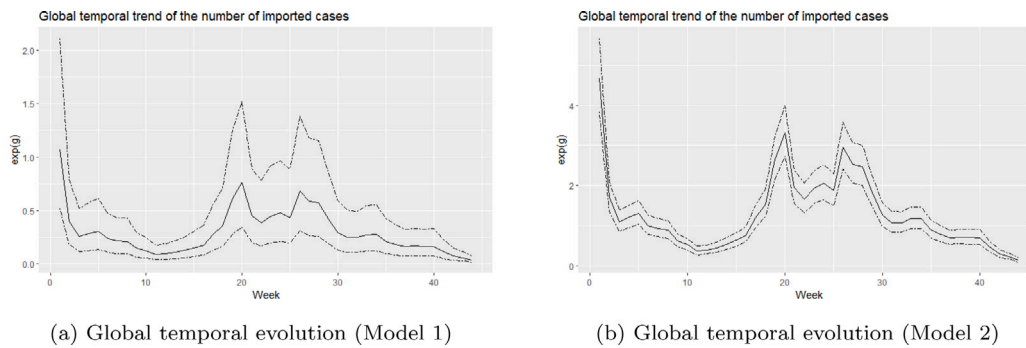 Global temporal trend of the number of imported cases
exp(g)
2.0
1.5
1.0
0.5
0.0
0 10 20 30 40
Week
(a) Global temporal evolution (Model 1)
Global temporal trend of the number of imported cases
exp(g)
4
2
0
0 10 20 30 40
Week
(b) Global temporal evolution (Model 2)